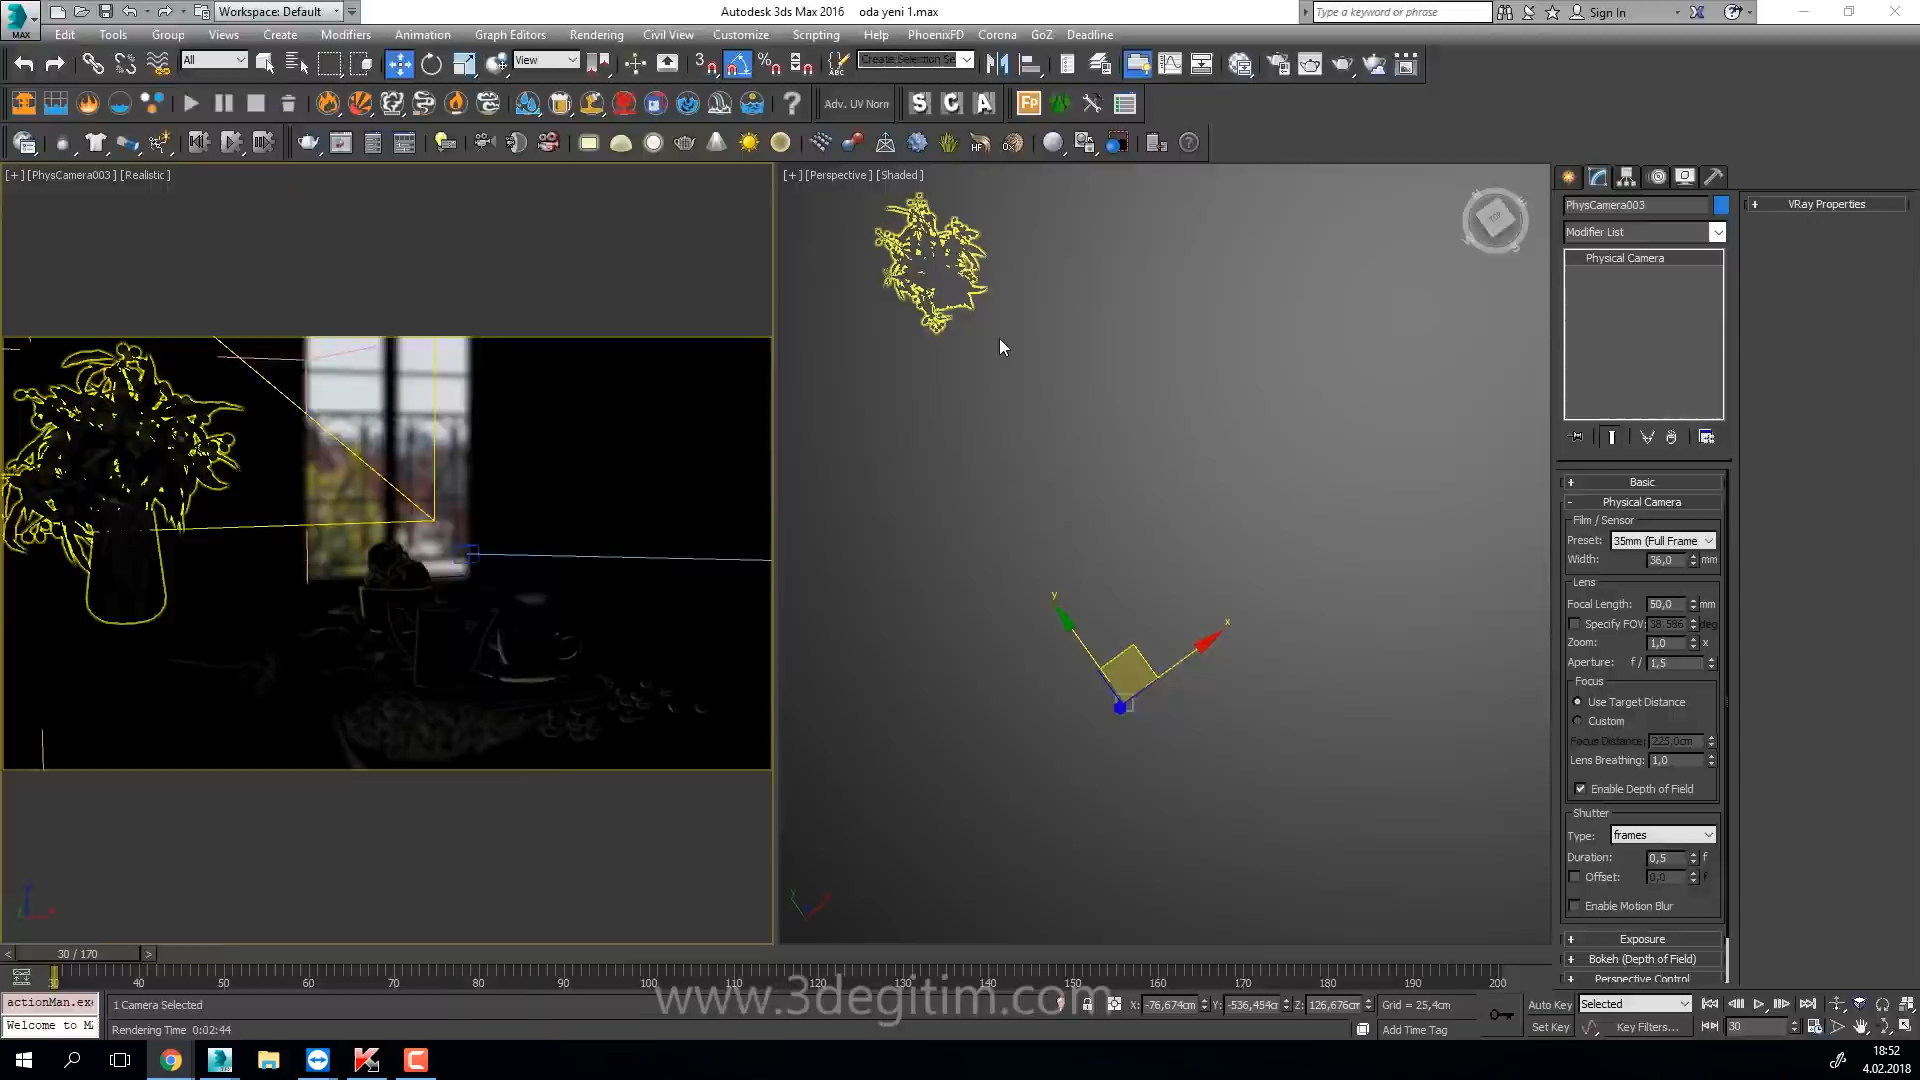 MAX
Workspace: Default
Autodesk 3ds Max 2016 oda yeni 1.max
Type a keyword or phrase
Sign In
Edit Tools Group Views Create Modifiers Animation Graph Editors Rendering Civil View Customize Scripting Help PhoenixFD Corona GoZ Deadline
All
View
3
ABC
Create Selection Se
Adv. UV Norn
S C A
Fp
[+] [PhysCamera003] [Realistic]
[+] [Perspective] [Shaded]
TOP
y
x
PhysCamera003
VRay Properties
Modifier List
Physical Camera
Basic
Physical Camera
Film / Sensor
Preset: 35mm (Full Frame
Width: 36,0 mm
Lens
Focal Length: 50,0 mm
Specify FOV: 38.586 deg
Zoom: 1,0 x
Aperture: f / 1,5
Focus
Use Target Distance
Custom
Focus Distance: 225,0cm
Lens Breathing: 1,0
Enable Depth of Field
Shutter
Type: frames
Duration: 0,5 f
Offset: 0,0 f
Enable Motion Blur
Exposure
Bokeh (Depth of Field)
Perspective Control
30 / 170
30 40 50 60 70 80 90 100 110 120 130 140 150 160 170 180 190 200
www.3degitim.com
actionMan.exe
Welcome to MA
1 Camera Selected
Rendering Time 0:02:44
X: -76,674cm Y: -536,454cm Z: 126,676cm Grid = 25,4cm
Add Time Tag
Auto Key Selected
Set Key Key Filters...
30
18:52
4.02.2018